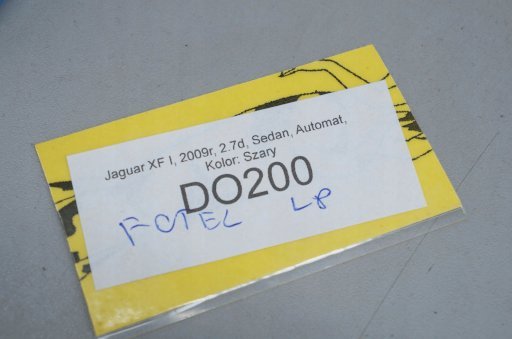 Jaguar XF I, 2009r, 2.7d, Sedan, Automat,
Kolor: Szary
DO200
FOTEL LP